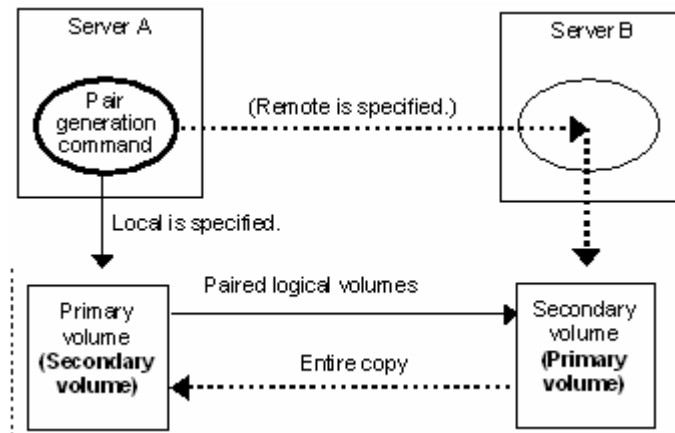 Server A
Server B
Pair
generation
command
(Remote is specified.)
Local is specified.
Primary
volume
(Secondary
volume)
Paired logical volumes
Entire copy
Secondary
volume
(Primary
volume)